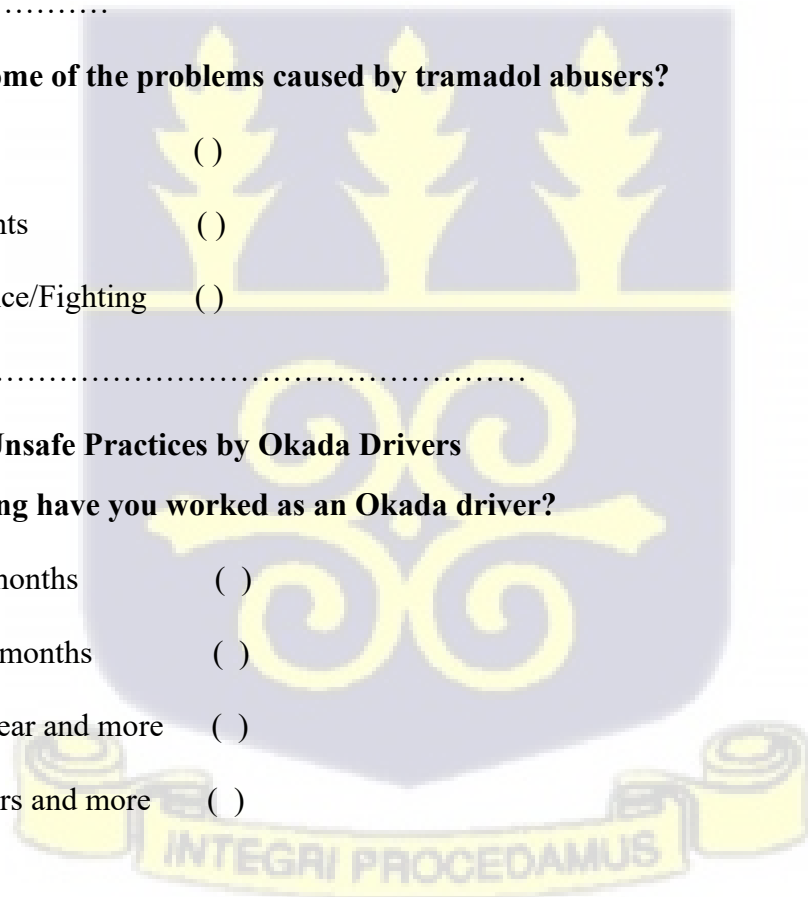 …………
ome of the problems caused by tramadol abusers?
( )
nts ( )
ce/Fighting ( )
……………………………………………
Unsafe Practices by Okada Drivers
ng have you worked as an Okada driver?
months ( )
months ( )
ear and more ( )
rs and more ( )
INTEGRI PROCEDAMUS